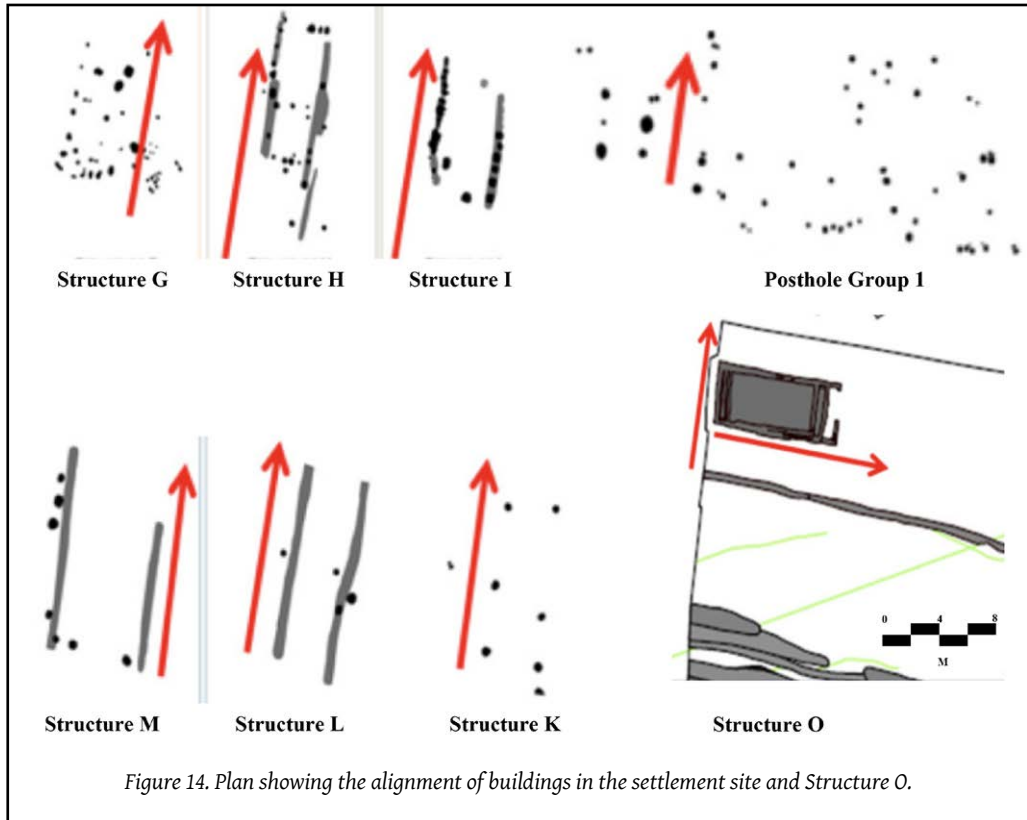 Structure G
Structure H
Structure I
Posthole Group 1
0 4 8
M
Structure M
Structure L
Structure K
Structure O
Figure 14. Plan showing the alignment of buildings in the settlement site and Structure O.